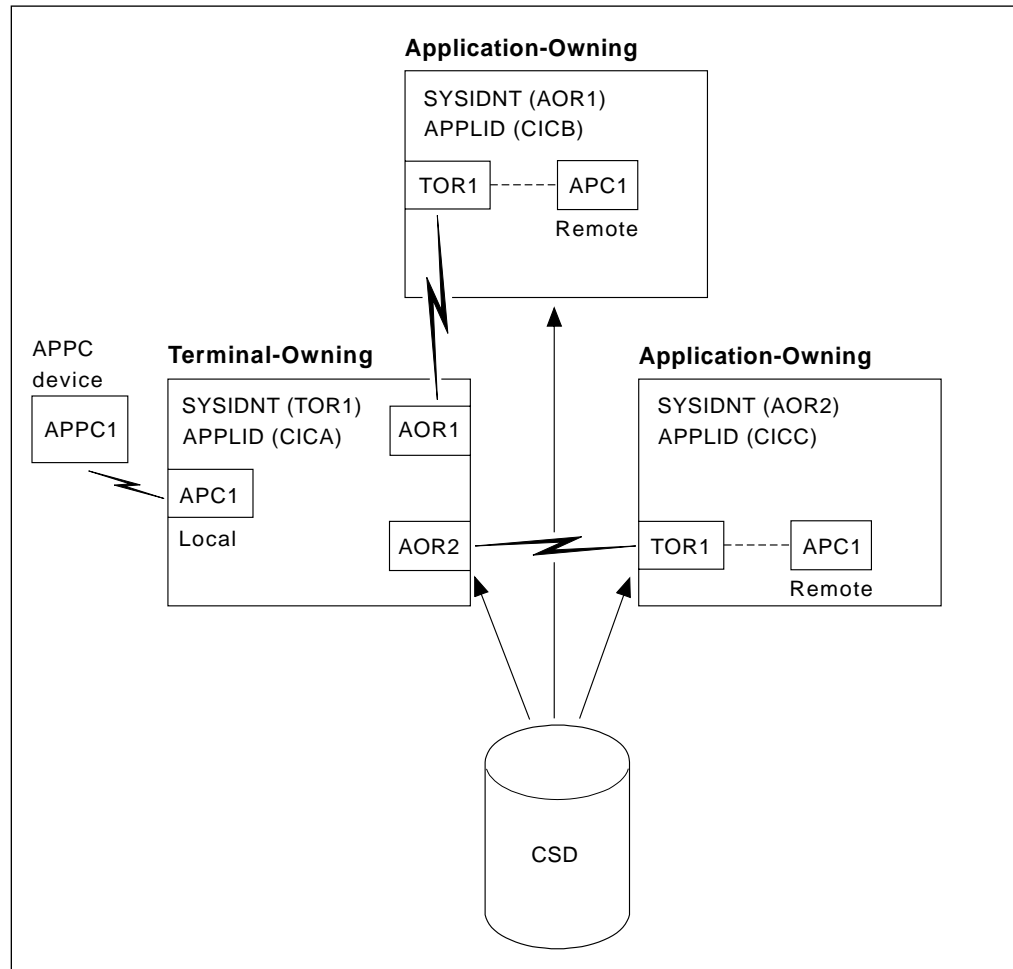 Application-Owning
SYSIDNT (AOR1)
APPLID (CICB)
TOR1
APC1
Remote
APPC
device
APPC1
Terminal-Owning
SYSIDNT (TOR1)
APPLID (CICA)
AOR1
APC1
Local
AOR2
Application-Owning
SYSIDNT (AOR2)
APPLID (CICC)
TOR1
APC1
Remote
CSD